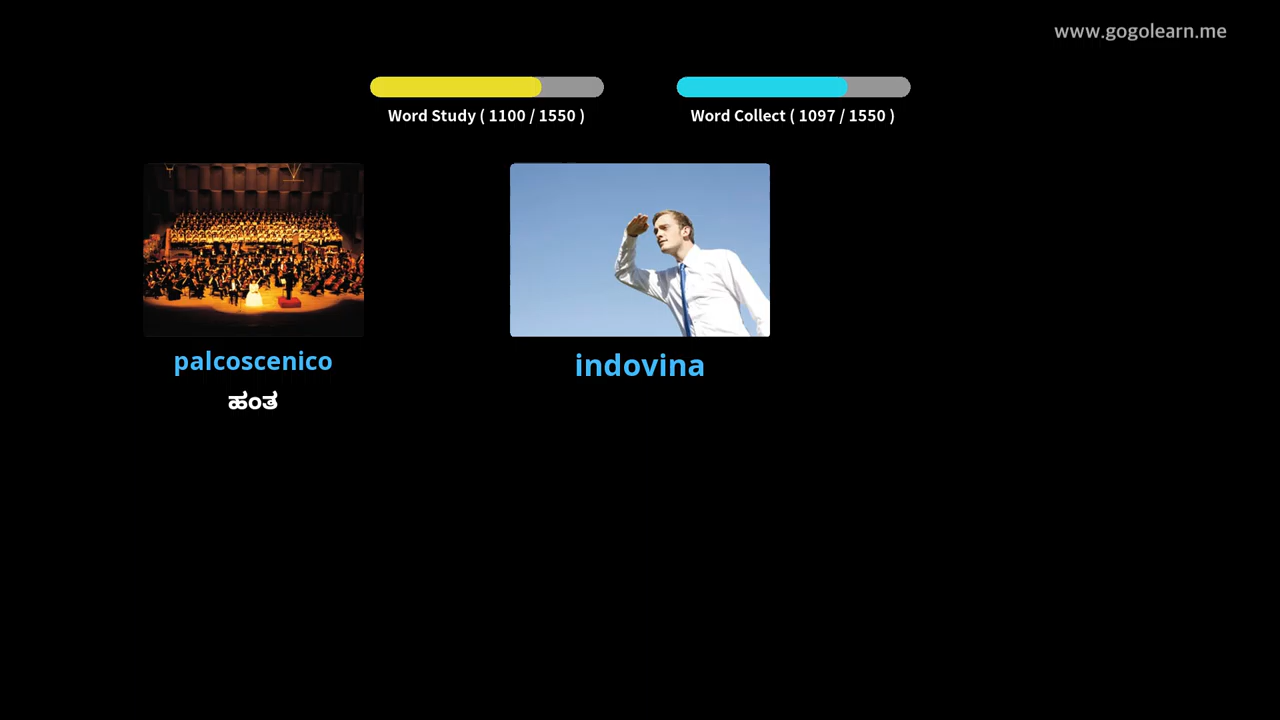 www.gogolearn.me
Word Study ( 1100 / 1550 )
Word Collect ( 1097 / 1550 )
palcoscenico
ಹಂತ
indovina